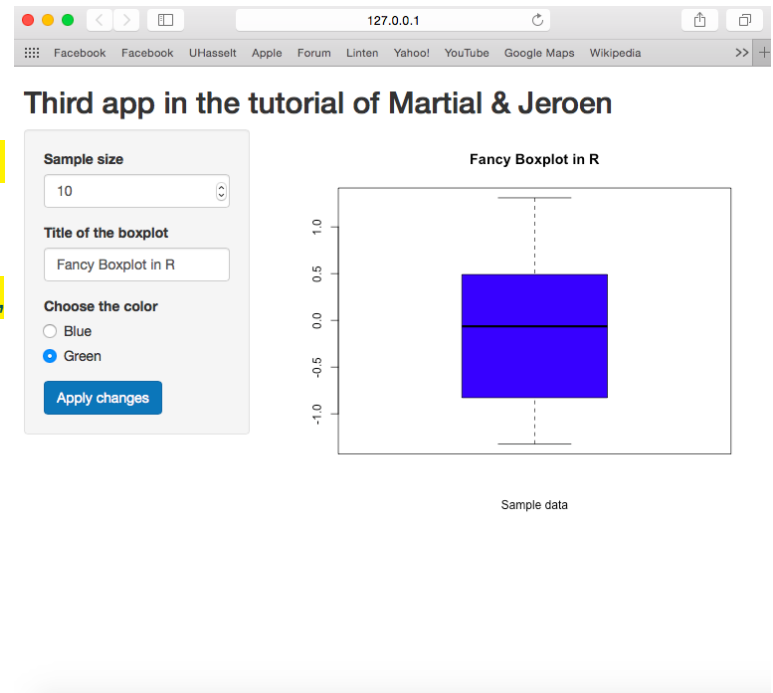 127.0.0.1
Facebook Facebook UHasselt Apple Forum Linten Yahoo! YouTube Google Maps Wikipedia >> +
Third app in the tutorial of Martial & Jeroen
Sample size
10
Title of the boxplot
Fancy Boxplot in R
Choose the color
Blue
Green
Apply changes
Fancy Boxplot in R
1.0
0.5
0.0
-0.5
-1.0
Sample data